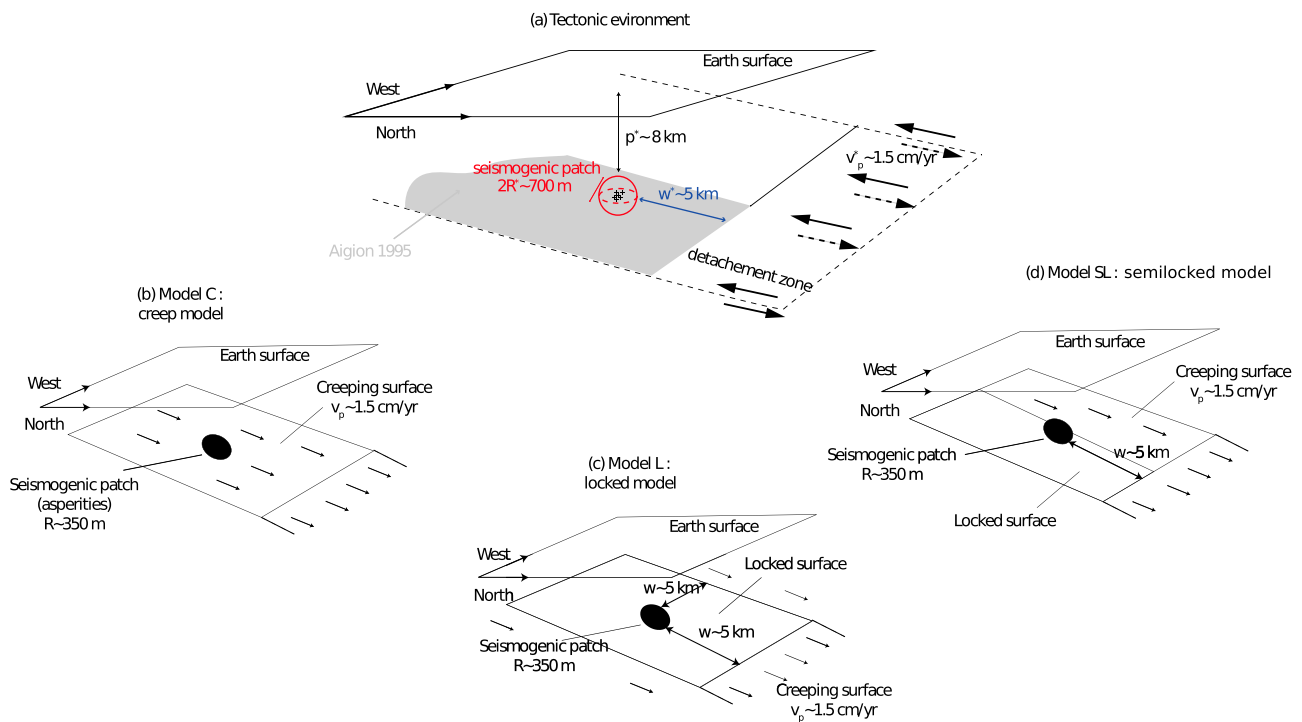 (a) Tectonic evironment
Earth surface
West
North
p*~ 8 km
seismogenic patch
2R*~700 m
w*~5 km
v*p ~1.5 cm/yr
Aigion 1995
detachement zone
(b) Model C :
creep model
Earth surface
West
North
Creeping surface
vp~1.5 cm/yr
Seismogenic patch
(asperities)
R~350 m
(c) Model L :
locked model
Earth surface
West
North
Locked surface
w~5 km
w~5 km
Seismogenic patch
R~350 m
Creeping surface
vp~1.5 cm/yr
(d) Model SL : semilocked model
Earth surface
West
North
Creeping surface
vp~1.5 cm/yr
Seismogenic patch
R~350 m
w~5 km
Locked surface